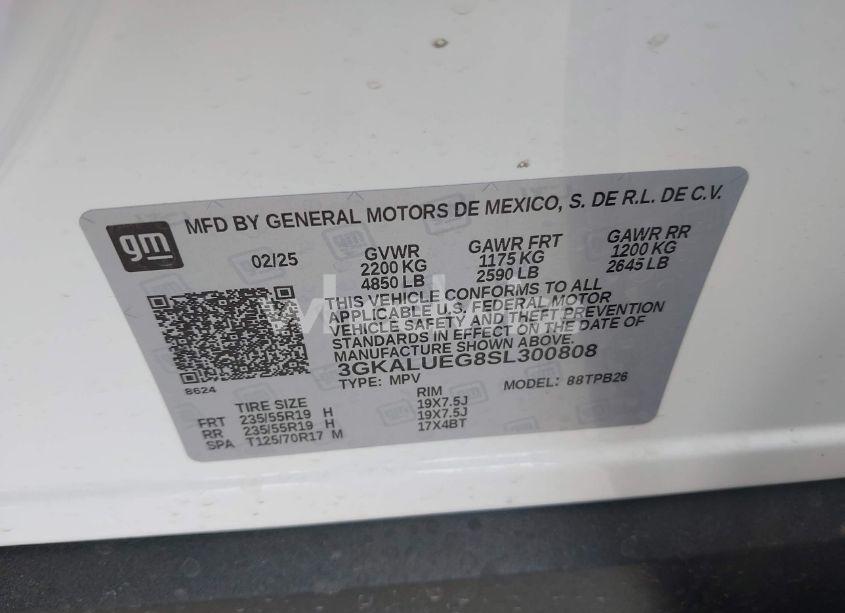 gm MFD BY GENERAL MOTORS DE MEXICO, S. DE R.L. DE C.V.
02/25 GVWR GAWR FRT GAWR RR
2200 KG 1175 KG 1200 KG
4850 LB 2590 LB 2645 LB
THIS VEHICLE CONFORMS TO ALL
APPLICABLE U.S. FEDERAL MOTOR
VEHICLE SAFETY AND THEFT PREVENTION
STANDARDS IN EFFECT ON THE DATE OF
MANUFACTURE SHOWN ABOVE.
3GKALUEG8SL300808
8624 TYPE: MPV MODEL: 88TPB26
TIRE SIZE RIM
FRT 235/55R19 H 19X7.5J
RR 235/55R19 H 19X7.5J
SPA T125/70R17 M 17X4BT